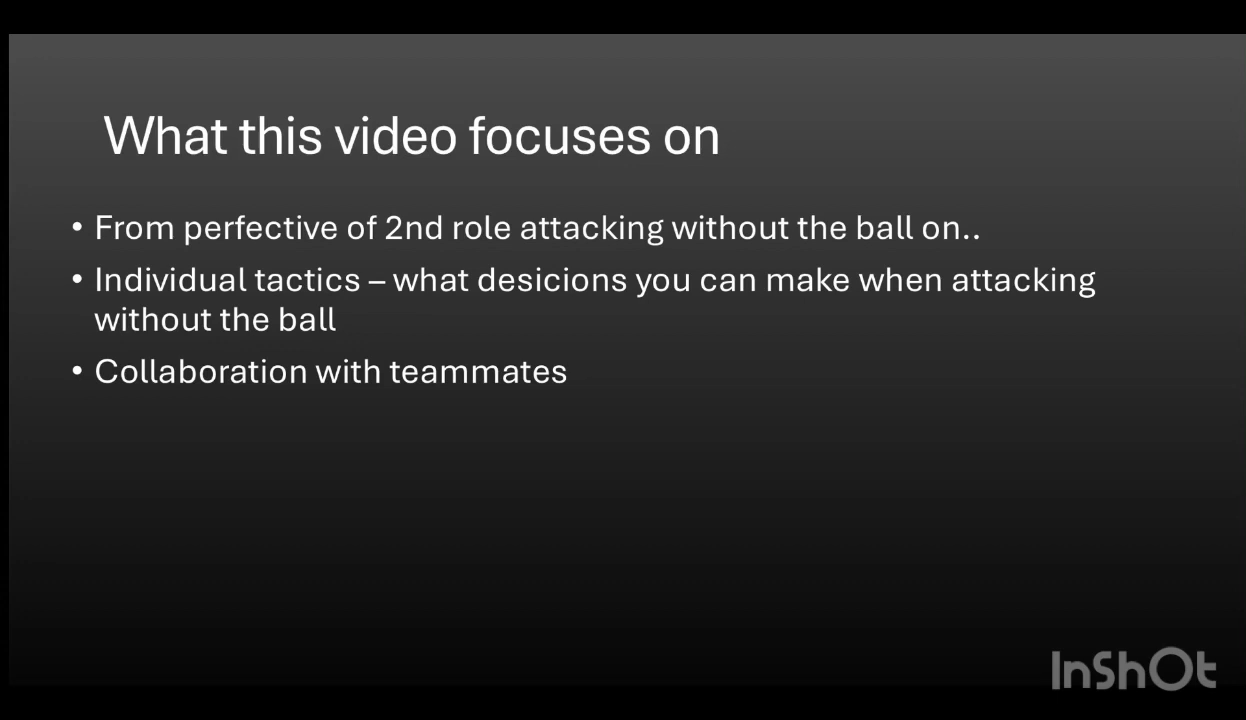 What this video focuses on
• From perfective of 2nd role attacking without the ball on..
• Individual tactics – what desicions you can make when attacking
without the ball
• Collaboration with teammates
InShOt